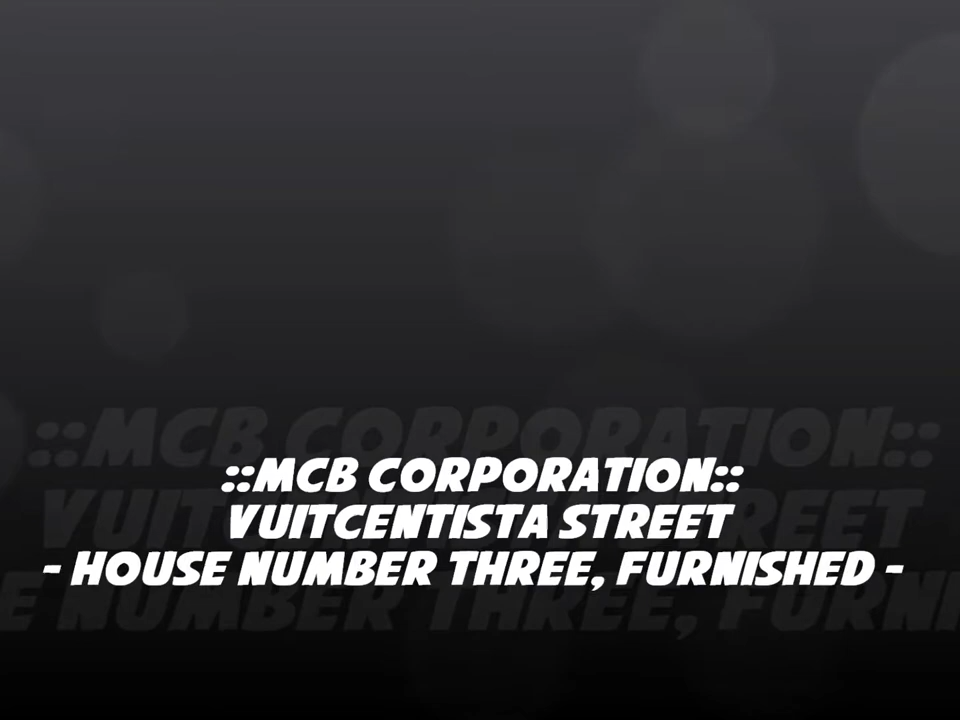 ::MCB CORPORATION::
VUITCENTISTA STREET
- HOUSE NUMBER THREE, FURNISHED -